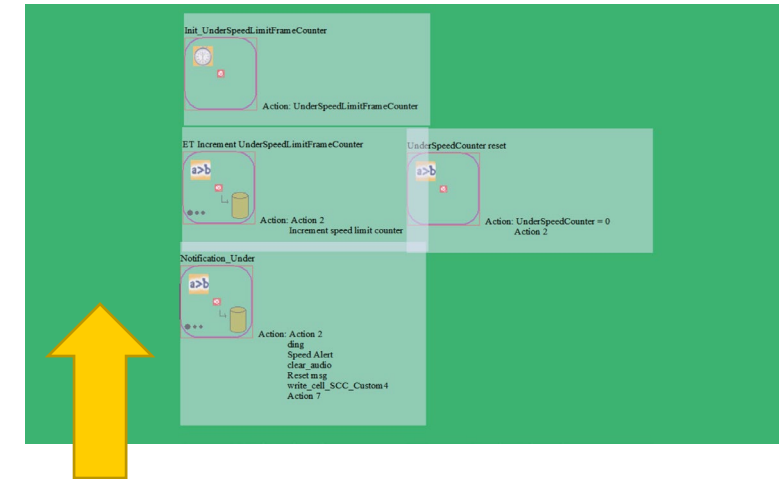 Init_UnderSpeedLimitFrameCounter
Action: UnderSpeedLimitFrameCounter
ET Increment UnderSpeedLimitFrameCounter
a>b
Action: Action 2
Increment speed limit counter
UnderSpeedCounter reset
a>b
Action: UnderSpeedCounter = 0
Action 2
Notification_Under
a>b
Action: Action 2
ding
Speed Alert
clear_audio
Reset msg
write_cell_SCC_Custom4
Action 7